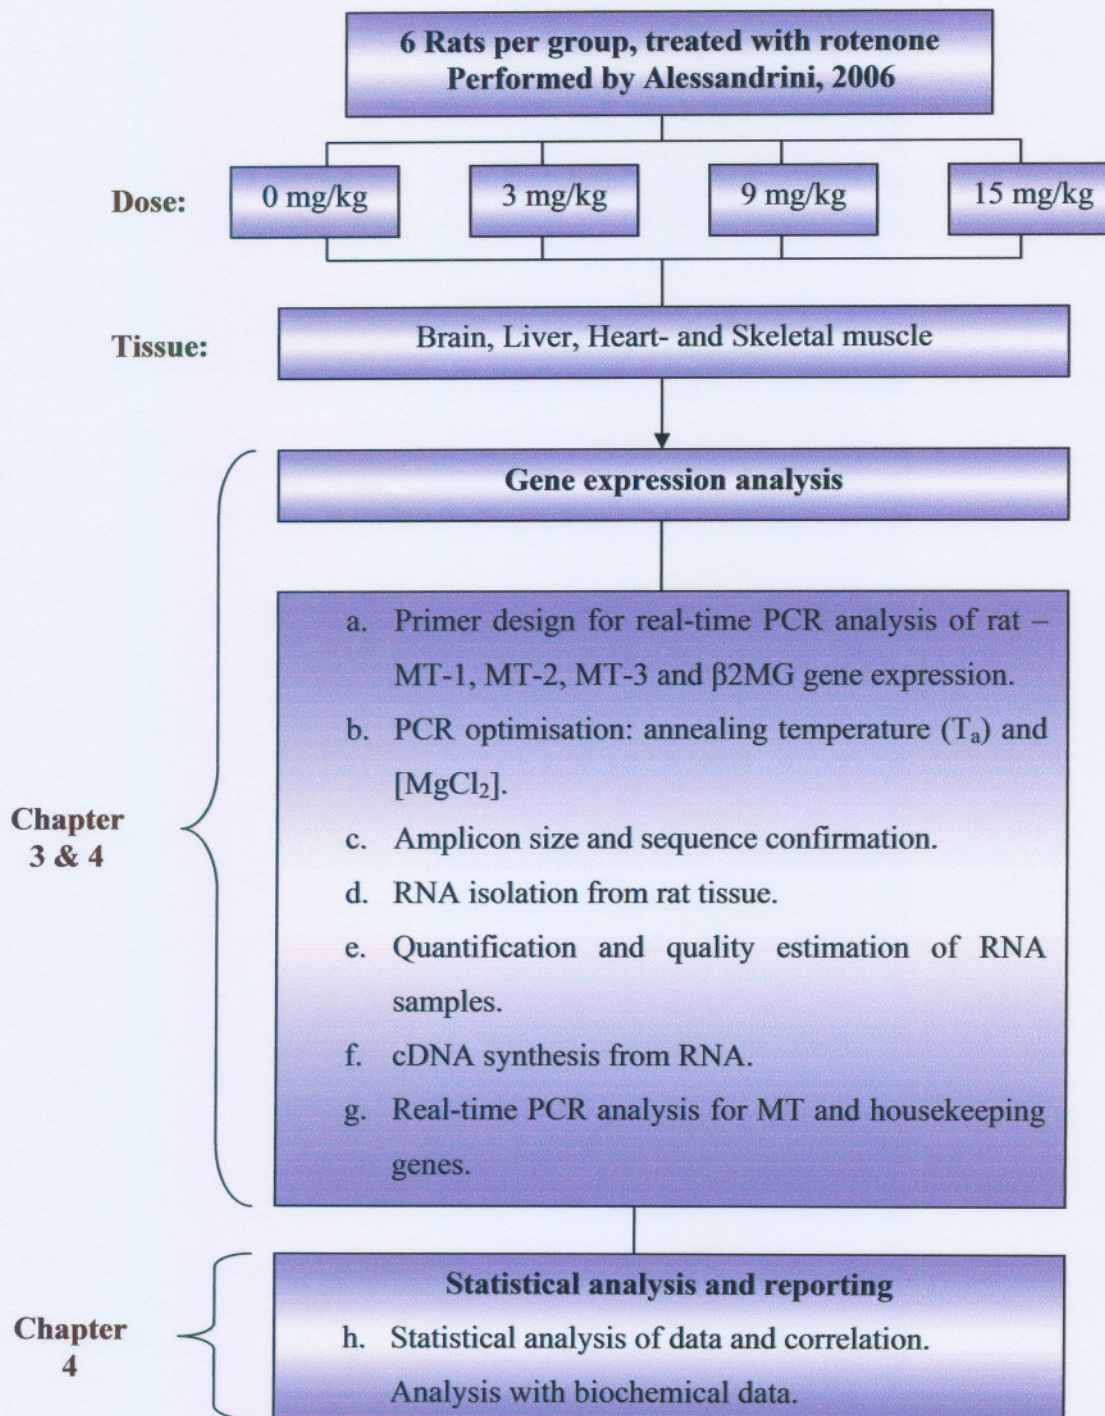 6 Rats per group, treated with rotenone
Performed by Alessandrini, 2006
Dose:
0 mg/kg
3 mg/kg
9 mg/kg
15 mg/kg
Tissue:
Brain, Liver, Heart- and Skeletal muscle
Gene expression analysis
Chapter
3 & 4
a. Primer design for real-time PCR analysis of rat –
MT-1, MT-2, MT-3 and β2MG gene expression.
b. PCR optimisation: annealing temperature (Tₐ) and
[MgCl₂].
c. Amplicon size and sequence confirmation.
d. RNA isolation from rat tissue.
e. Quantification and quality estimation of RNA
samples.
f. cDNA synthesis from RNA.
g. Real-time PCR analysis for MT and housekeeping
genes.
Chapter
4
Statistical analysis and reporting
h. Statistical analysis of data and correlation.
Analysis with biochemical data.